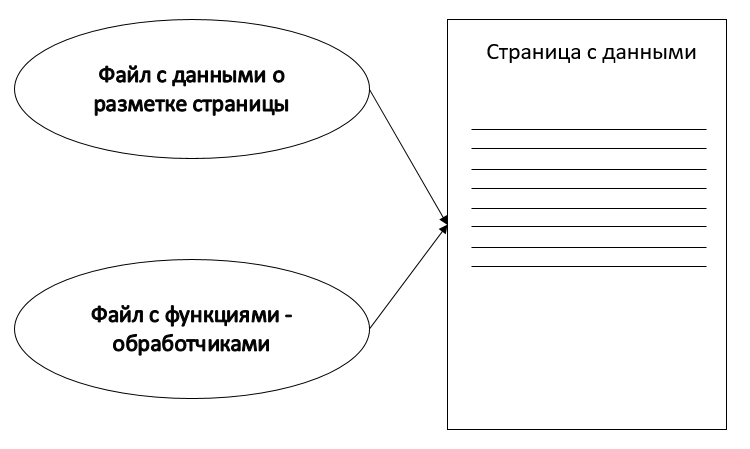 Файл с данными о
разметке страницы
Страница с данными
Файл с функциями -
обработчиками